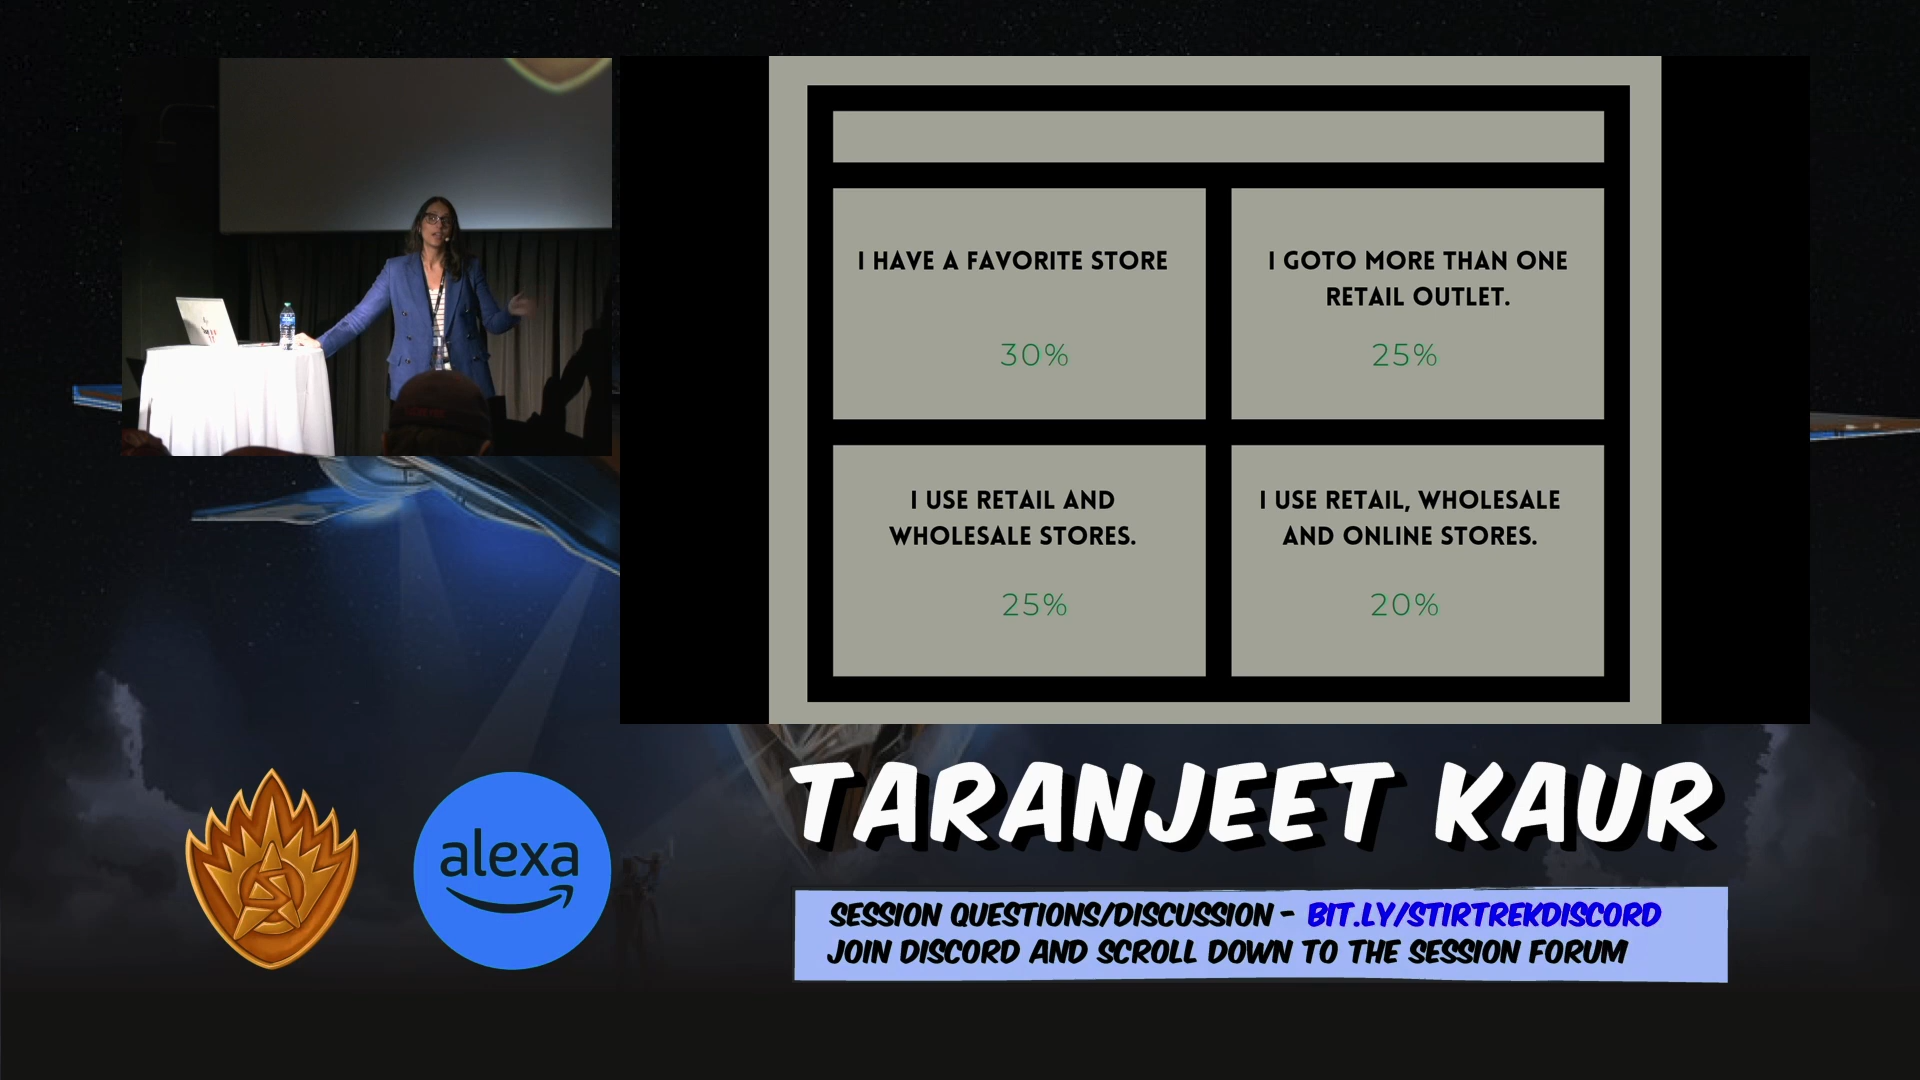 I HAVE A FAVORITE STORE
30%
I GOTO MORE THAN ONE
RETAIL OUTLET.
25%
I USE RETAIL AND
WHOLESALE STORES.
25%
I USE RETAIL, WHOLESALE
AND ONLINE STORES.
20%
alexa
TARANJEET KAUR
SESSION QUESTIONS/DISCUSSION - BIT.LY/STIRTREKDISCORD
JOIN DISCORD AND SCROLL DOWN TO THE SESSION FORUM